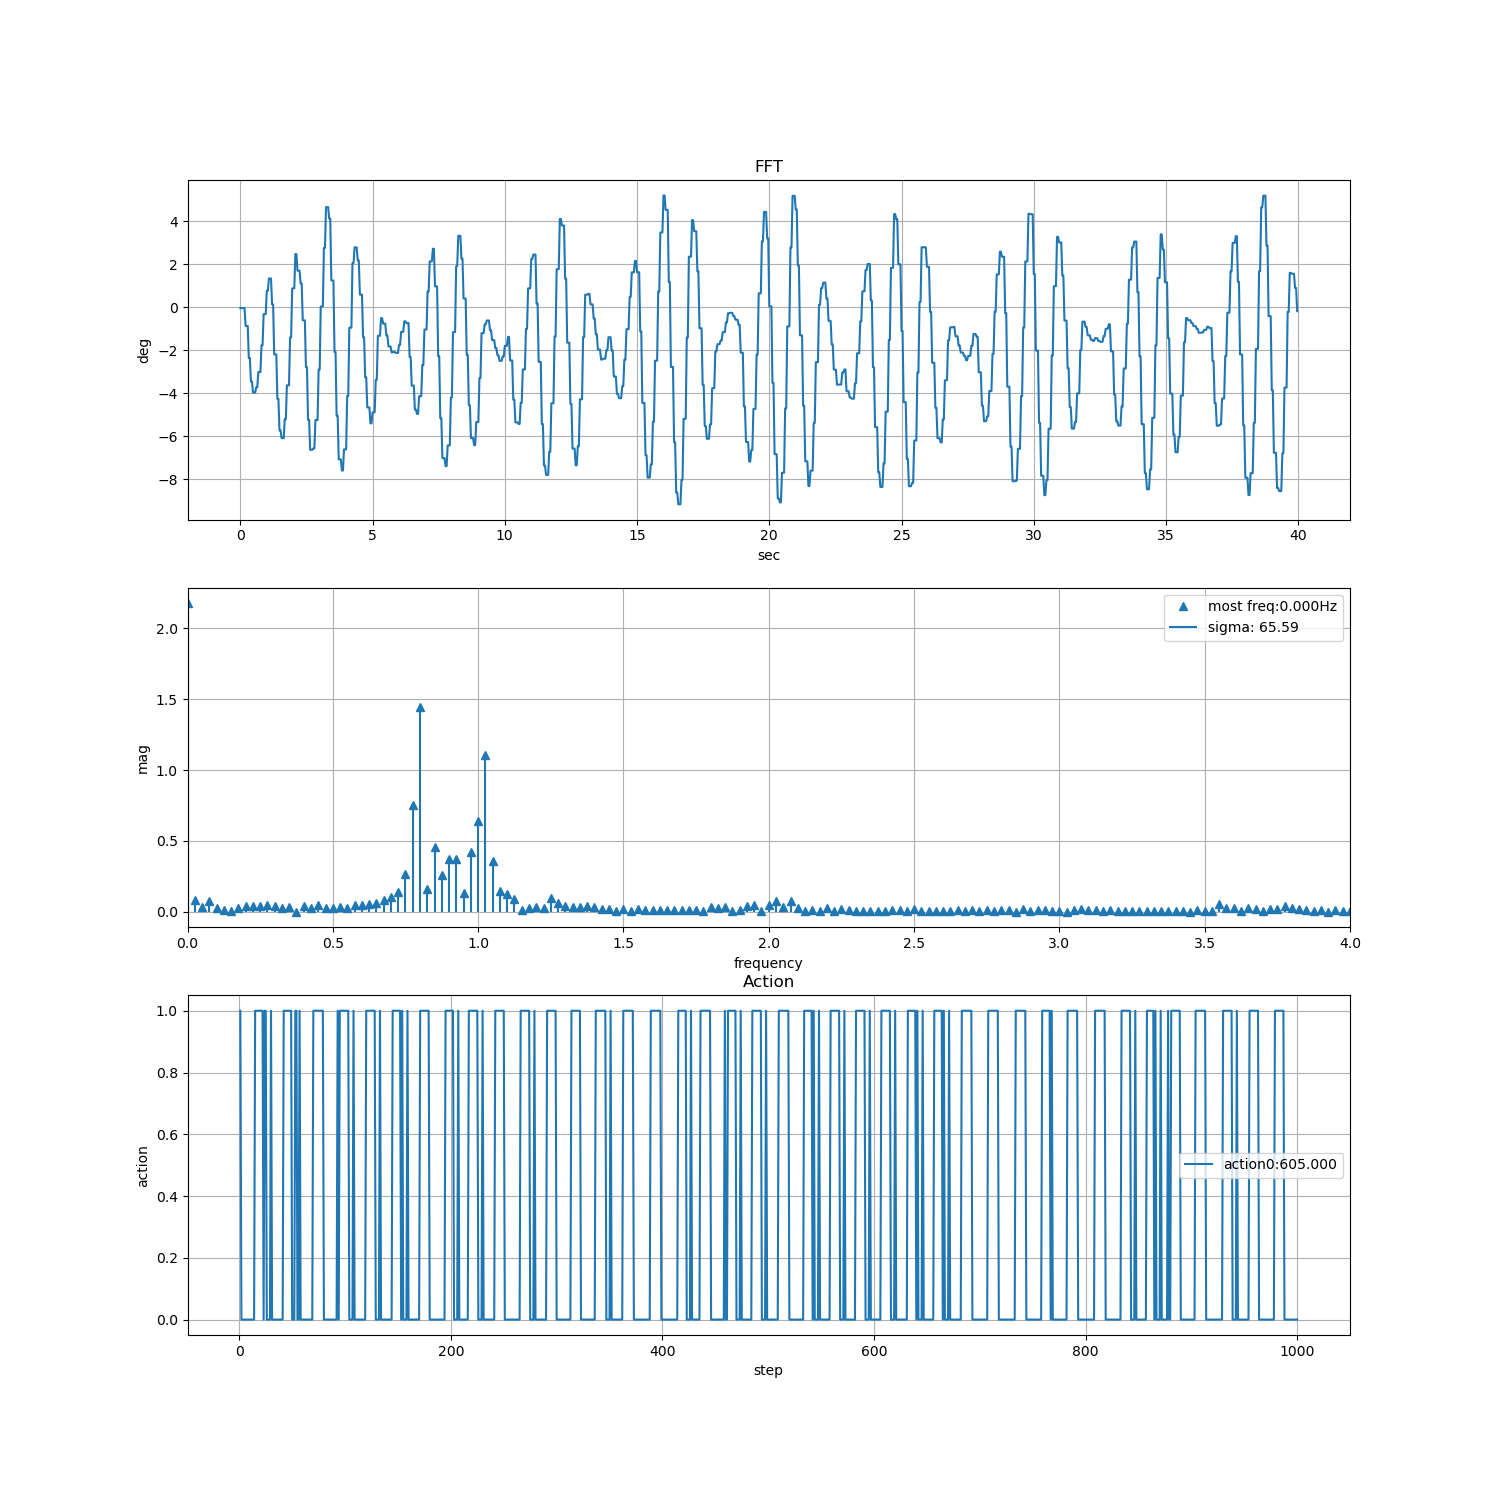 FFT
4
2
0
−2
−4
−6
−8
deg
0 5 10 15 20 25 30 35 40
sec
most freq:0.000Hz
sigma: 65.59
2.0
1.5
1.0
0.5
0.0
mag
0.0 0.5 1.0 1.5 2.0 2.5 3.0 3.5 4.0
frequency
Action
1.0
0.8
0.6
0.4
0.2
0.0
action
action0:605.000
0 200 400 600 800 1000
step